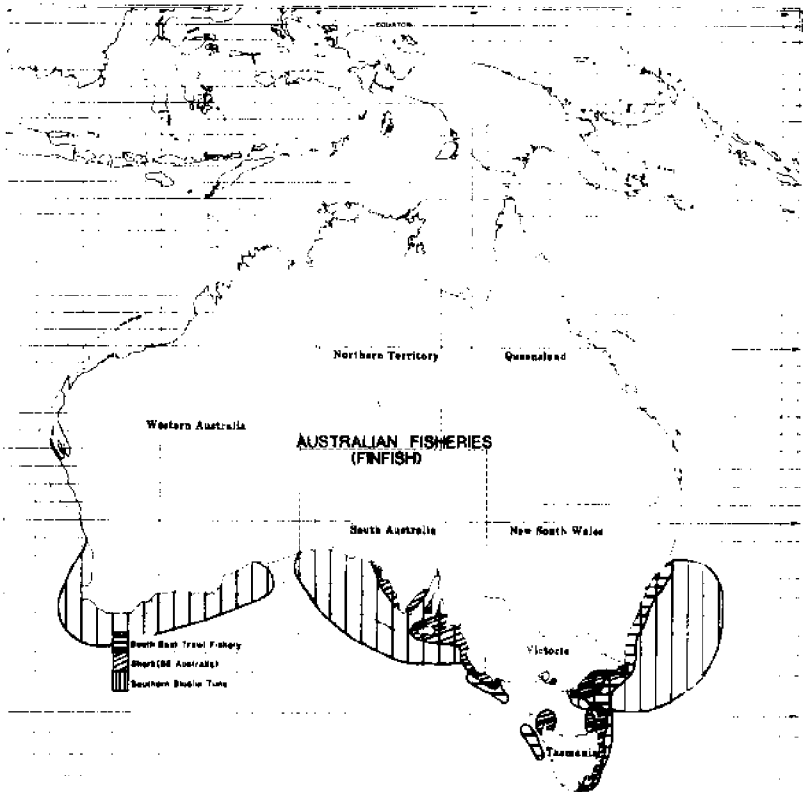 EQUATOR
Northern Territory
Queensland
Western Australia
AUSTRALIAN FISHERIES
(FINFISH)
South Australia
New South Wales
South East Trawl Fishery
Shark(SE Australia)
Southern Bluefin Tuna
Victoria
Tasmania